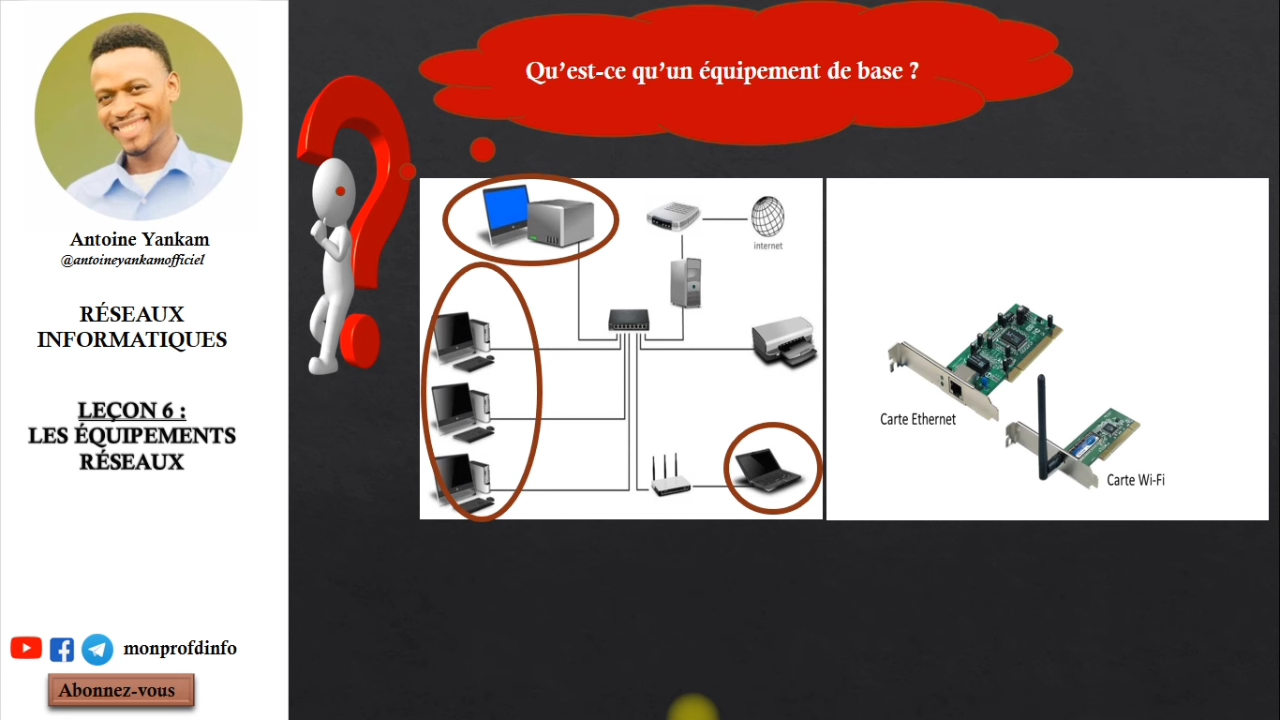 Qu’est-ce qu’un équipement de base ?
Antoine Yankam
@antoineyankamofficiel
RÉSEAUX
INFORMATIQUES
LEÇON 6 :
LES ÉQUIPEMENTS
RÉSEAUX
internet
Carte Ethernet
Carte Wi-Fi
monprofdinfo
Abonnez-vous